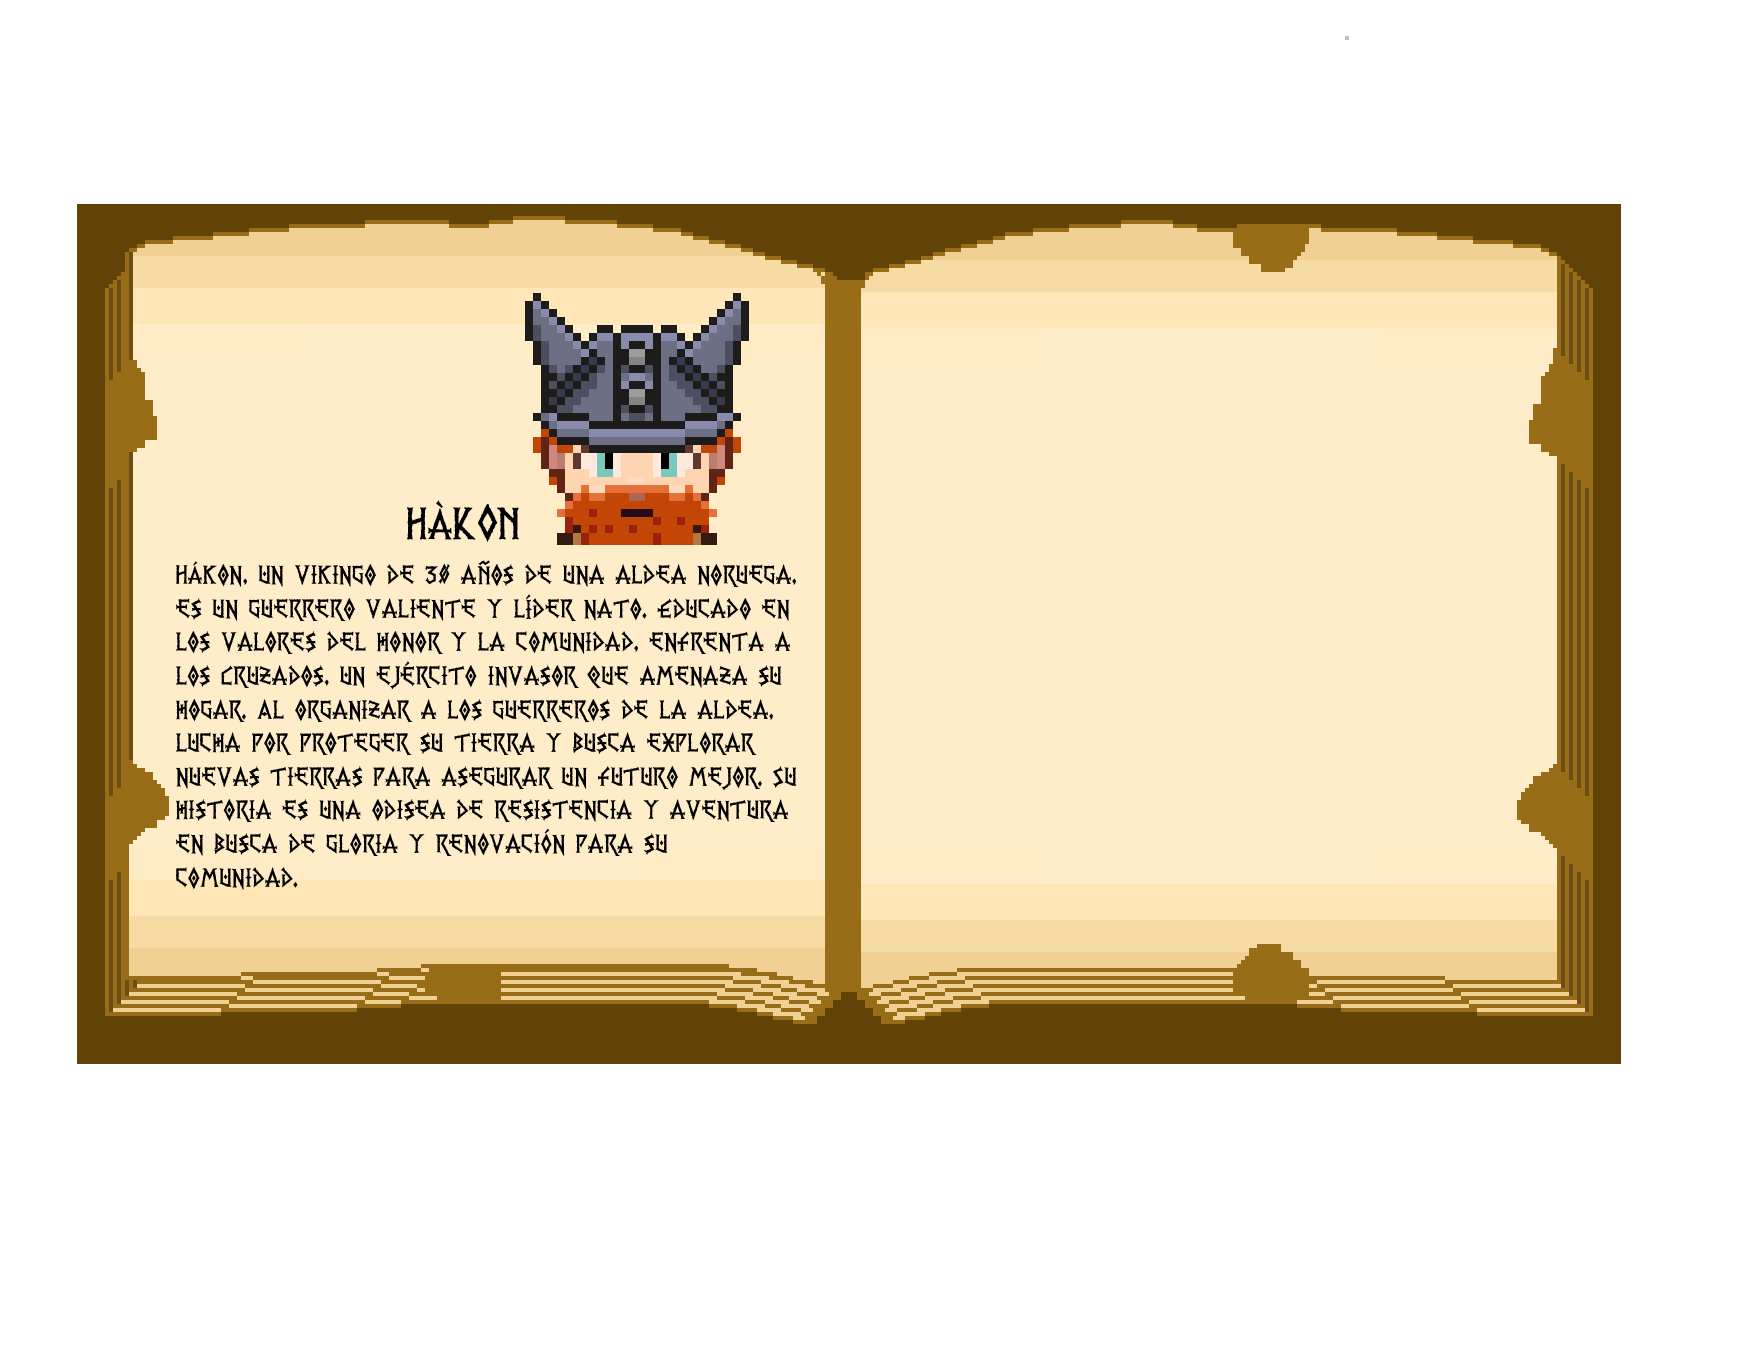 HÀKON
HÁKON, UN VIKINGO DE 30 AÑOS DE UNA ALDEA NORUEGA,
ES UN GUERRERO VALIENTE Y LÍDER NATO. EDUCADO EN
LOS VALORES DEL HONOR Y LA COMUNIDAD, ENFRENTA A
LOS CRUZADOS, UN EJÉRCITO INVASOR QUE AMENAZA SU
HOGAR. AL ORGANIZAR A LOS GUERREROS DE LA ALDEA,
LUCHA POR PROTEGER SU TIERRA Y BUSCA EXPLORAR
NUEVAS TIERRAS PARA ASEGURAR UN FUTURO MEJOR. SU
HISTORIA ES UNA ODISEA DE RESISTENCIA Y AVENTURA
EN BUSCA DE GLORIA Y RENOVACIÓN PARA SU
COMUNIDAD.